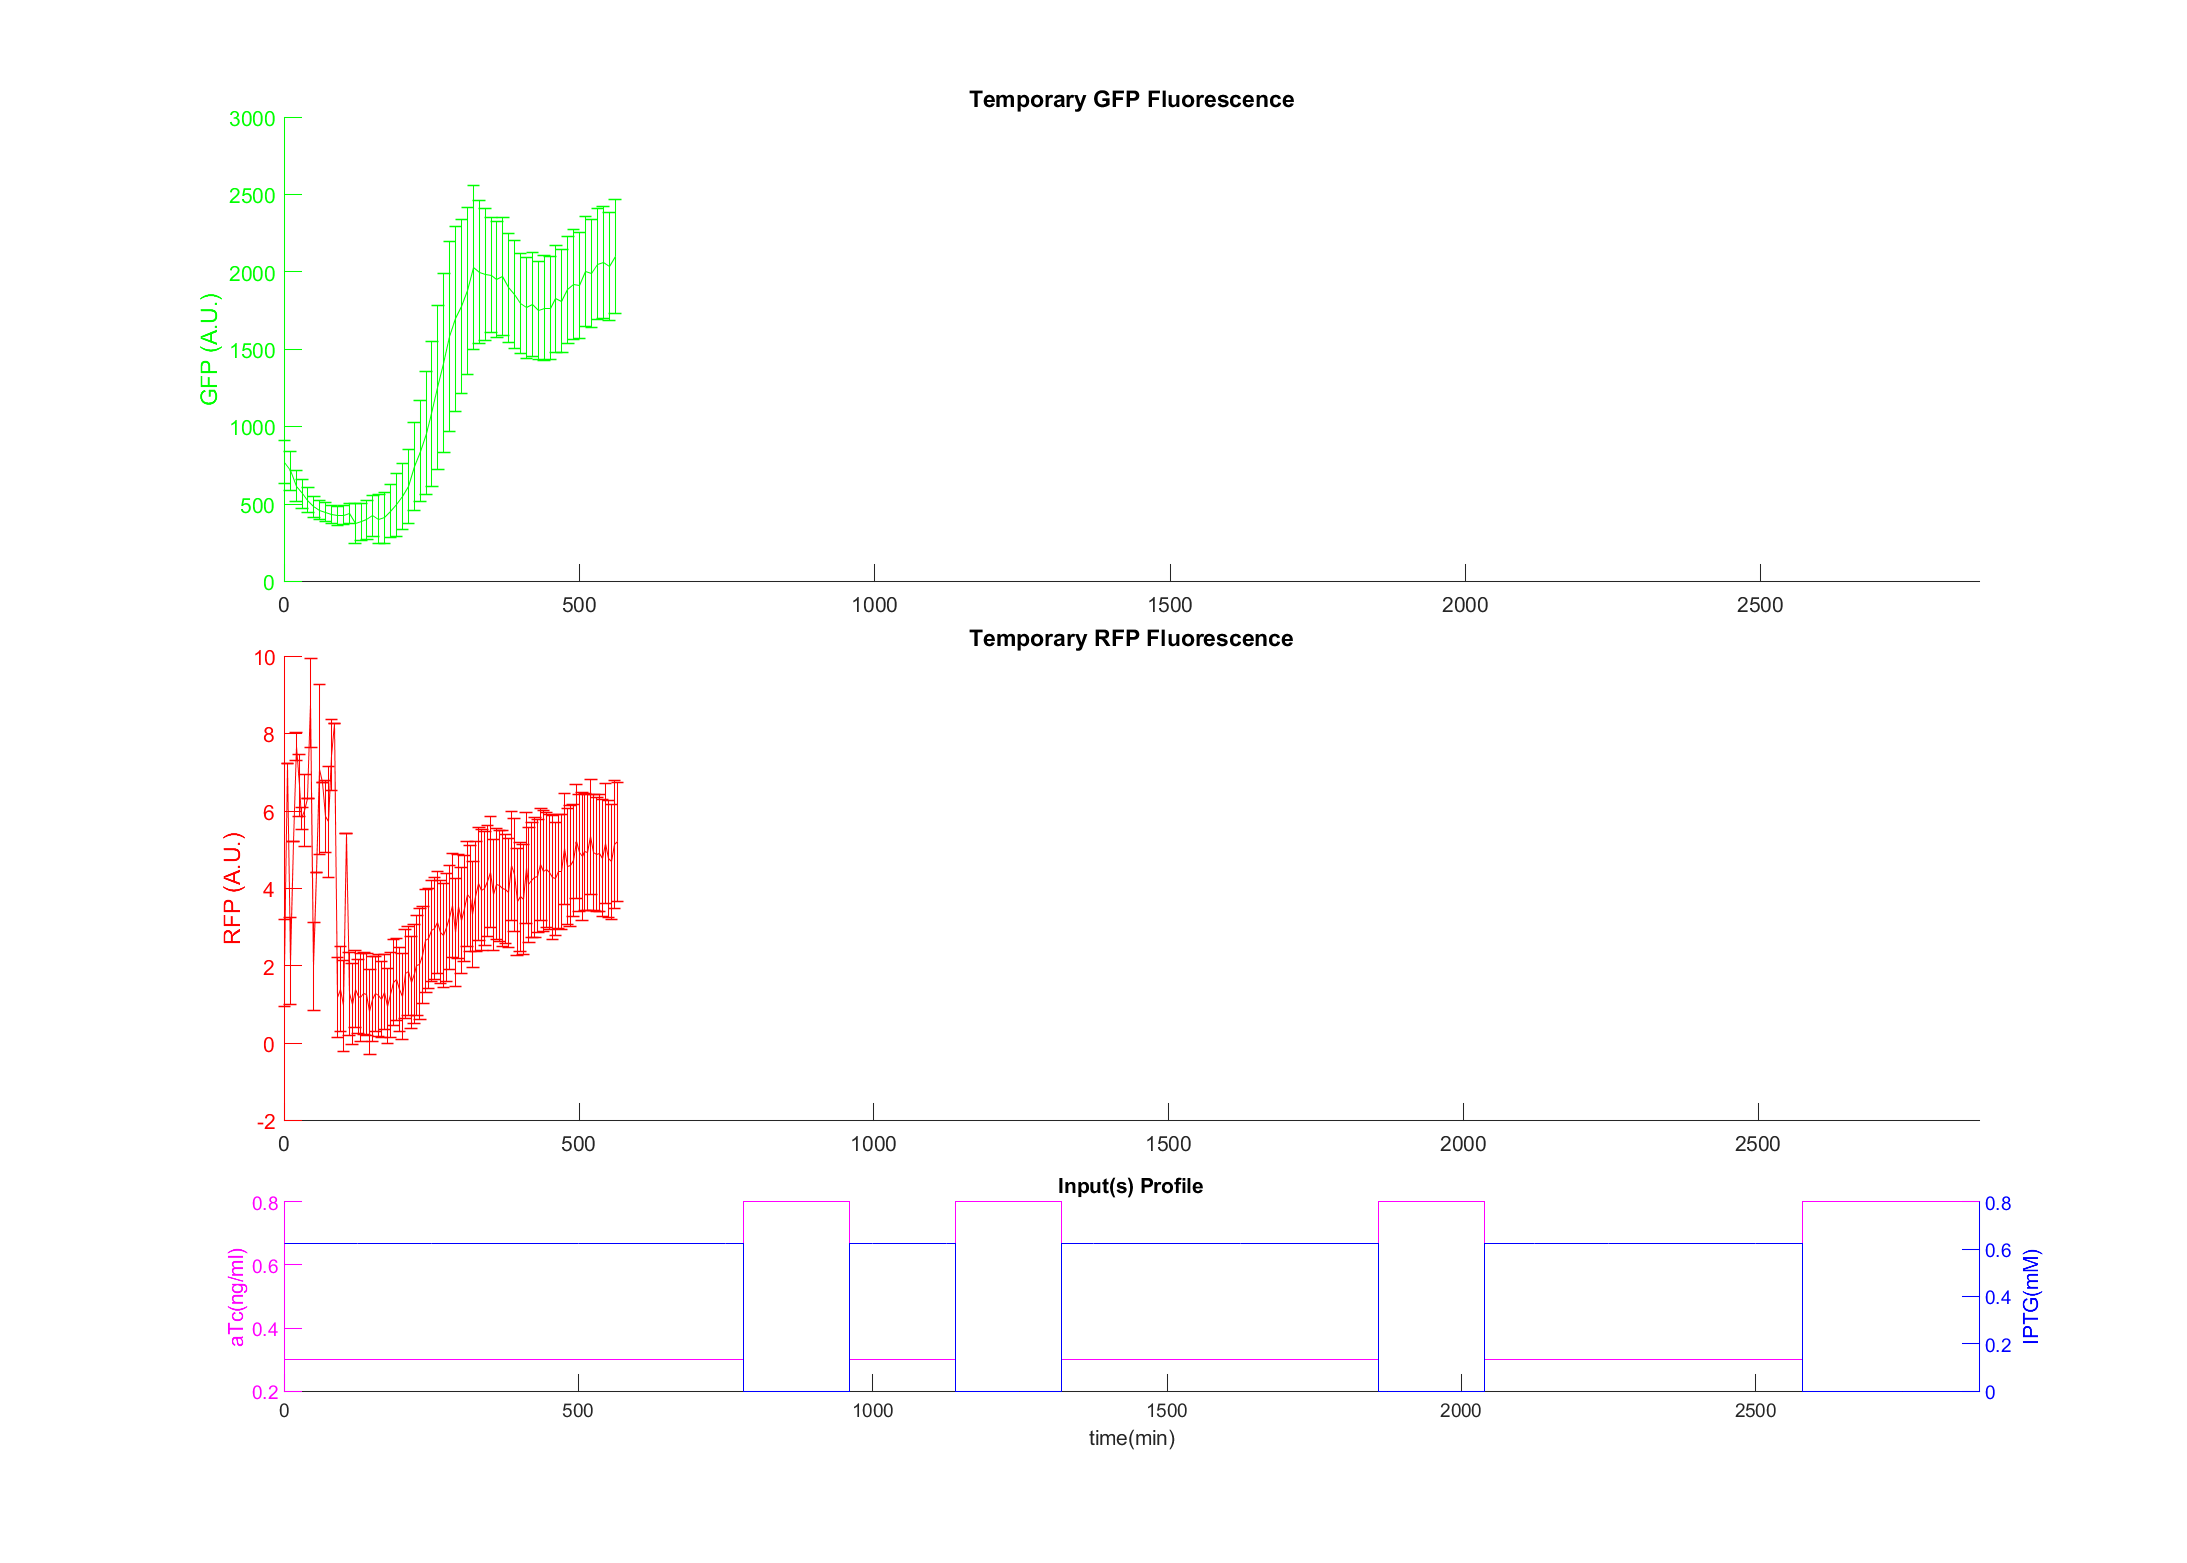 Temporary GFP Fluorescence
3000
2500
2000
1500
1000
500
0
GFP (A.U.)
0 500 1000 1500 2000 2500
Temporary RFP Fluorescence
10
8
6
4
2
0
-2
RFP (A.U.)
0 500 1000 1500 2000 2500
Input(s) Profile
0.8
0.6
0.4
0.2
aTc(ng/ml)
0.8
0.6
0.4
0.2
0
IPTG(mM)
0 500 1000 1500 2000 2500
time(min)